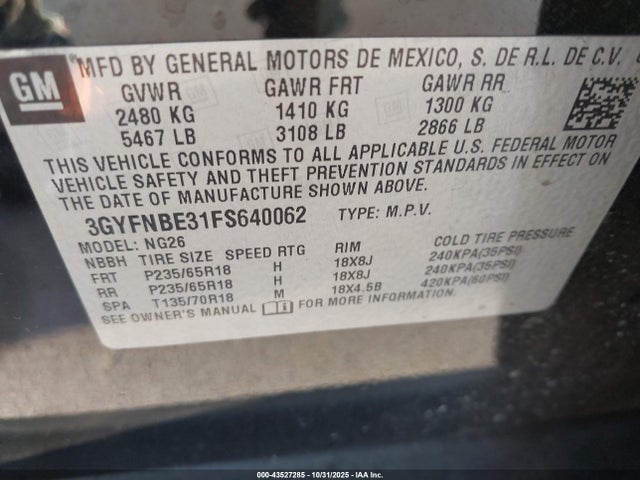 GM
MFD BY GENERAL MOTORS DE MEXICO, S. DE R.L. DE C.V.
GVWR GAWR FRT GAWR RR
2480 KG 1410 KG 1300 KG
5467 LB 3108 LB 2866 LB
THIS VEHICLE CONFORMS TO ALL APPLICABLE U.S. FEDERAL MOTOR
VEHICLE SAFETY AND THEFT PREVENTION STANDARDS IN EFFECT ON
THE DATE OF MANUFACTURE SHOWN ABOVE.
3GYFNBE31FS640062 TYPE: M.P.V.
MODEL: NG26
NBBH TIRE SIZE SPEED RTG RIM COLD TIRE PRESSURE
FRT P235/65R18 H 18X8J 240KPA(35PSI)
RR P235/65R18 H 18X8J 240KPA(35PSI)
SPA T135/70R18 M 18X4.5B 420KPA(60PSI)
SEE OWNER'S MANUAL FOR MORE INFORMATION.
000-43527285 10/31/2025 IAA Inc.